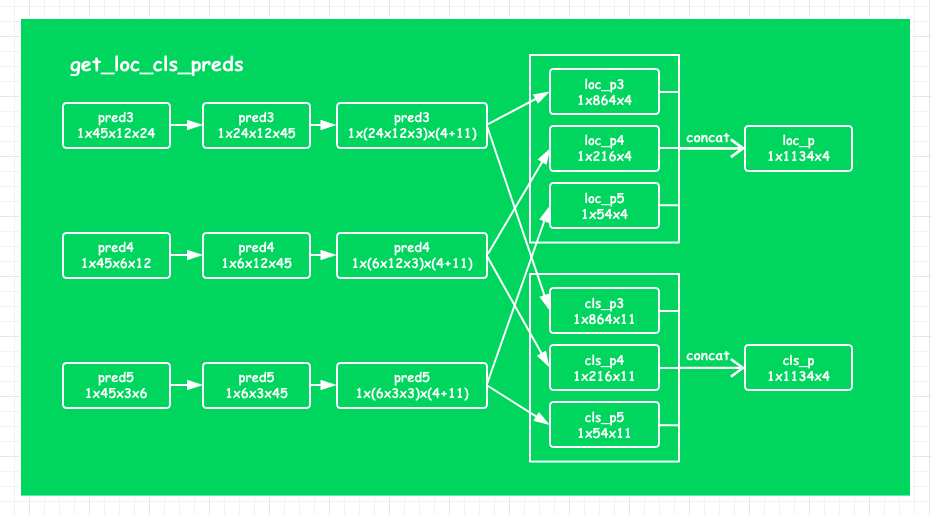 get_loc_cls_preds
pred3
1x45x12x24
pred3
1x24x12x45
pred3
1x(24x12x3)x(4+11)
loc_p3
1x864x4
loc_p4
1x216x4
loc_p5
1x54x4
concat
loc_p
1x1134x4
pred4
1x45x6x12
pred4
1x6x12x45
pred4
1x(6x12x3)x(4+11)
cls_p3
1x864x11
cls_p4
1x216x11
cls_p5
1x54x11
concat
cls_p
1x1134x4
pred5
1x45x3x6
pred5
1x6x3x45
pred5
1x(6x3x3)x(4+11)